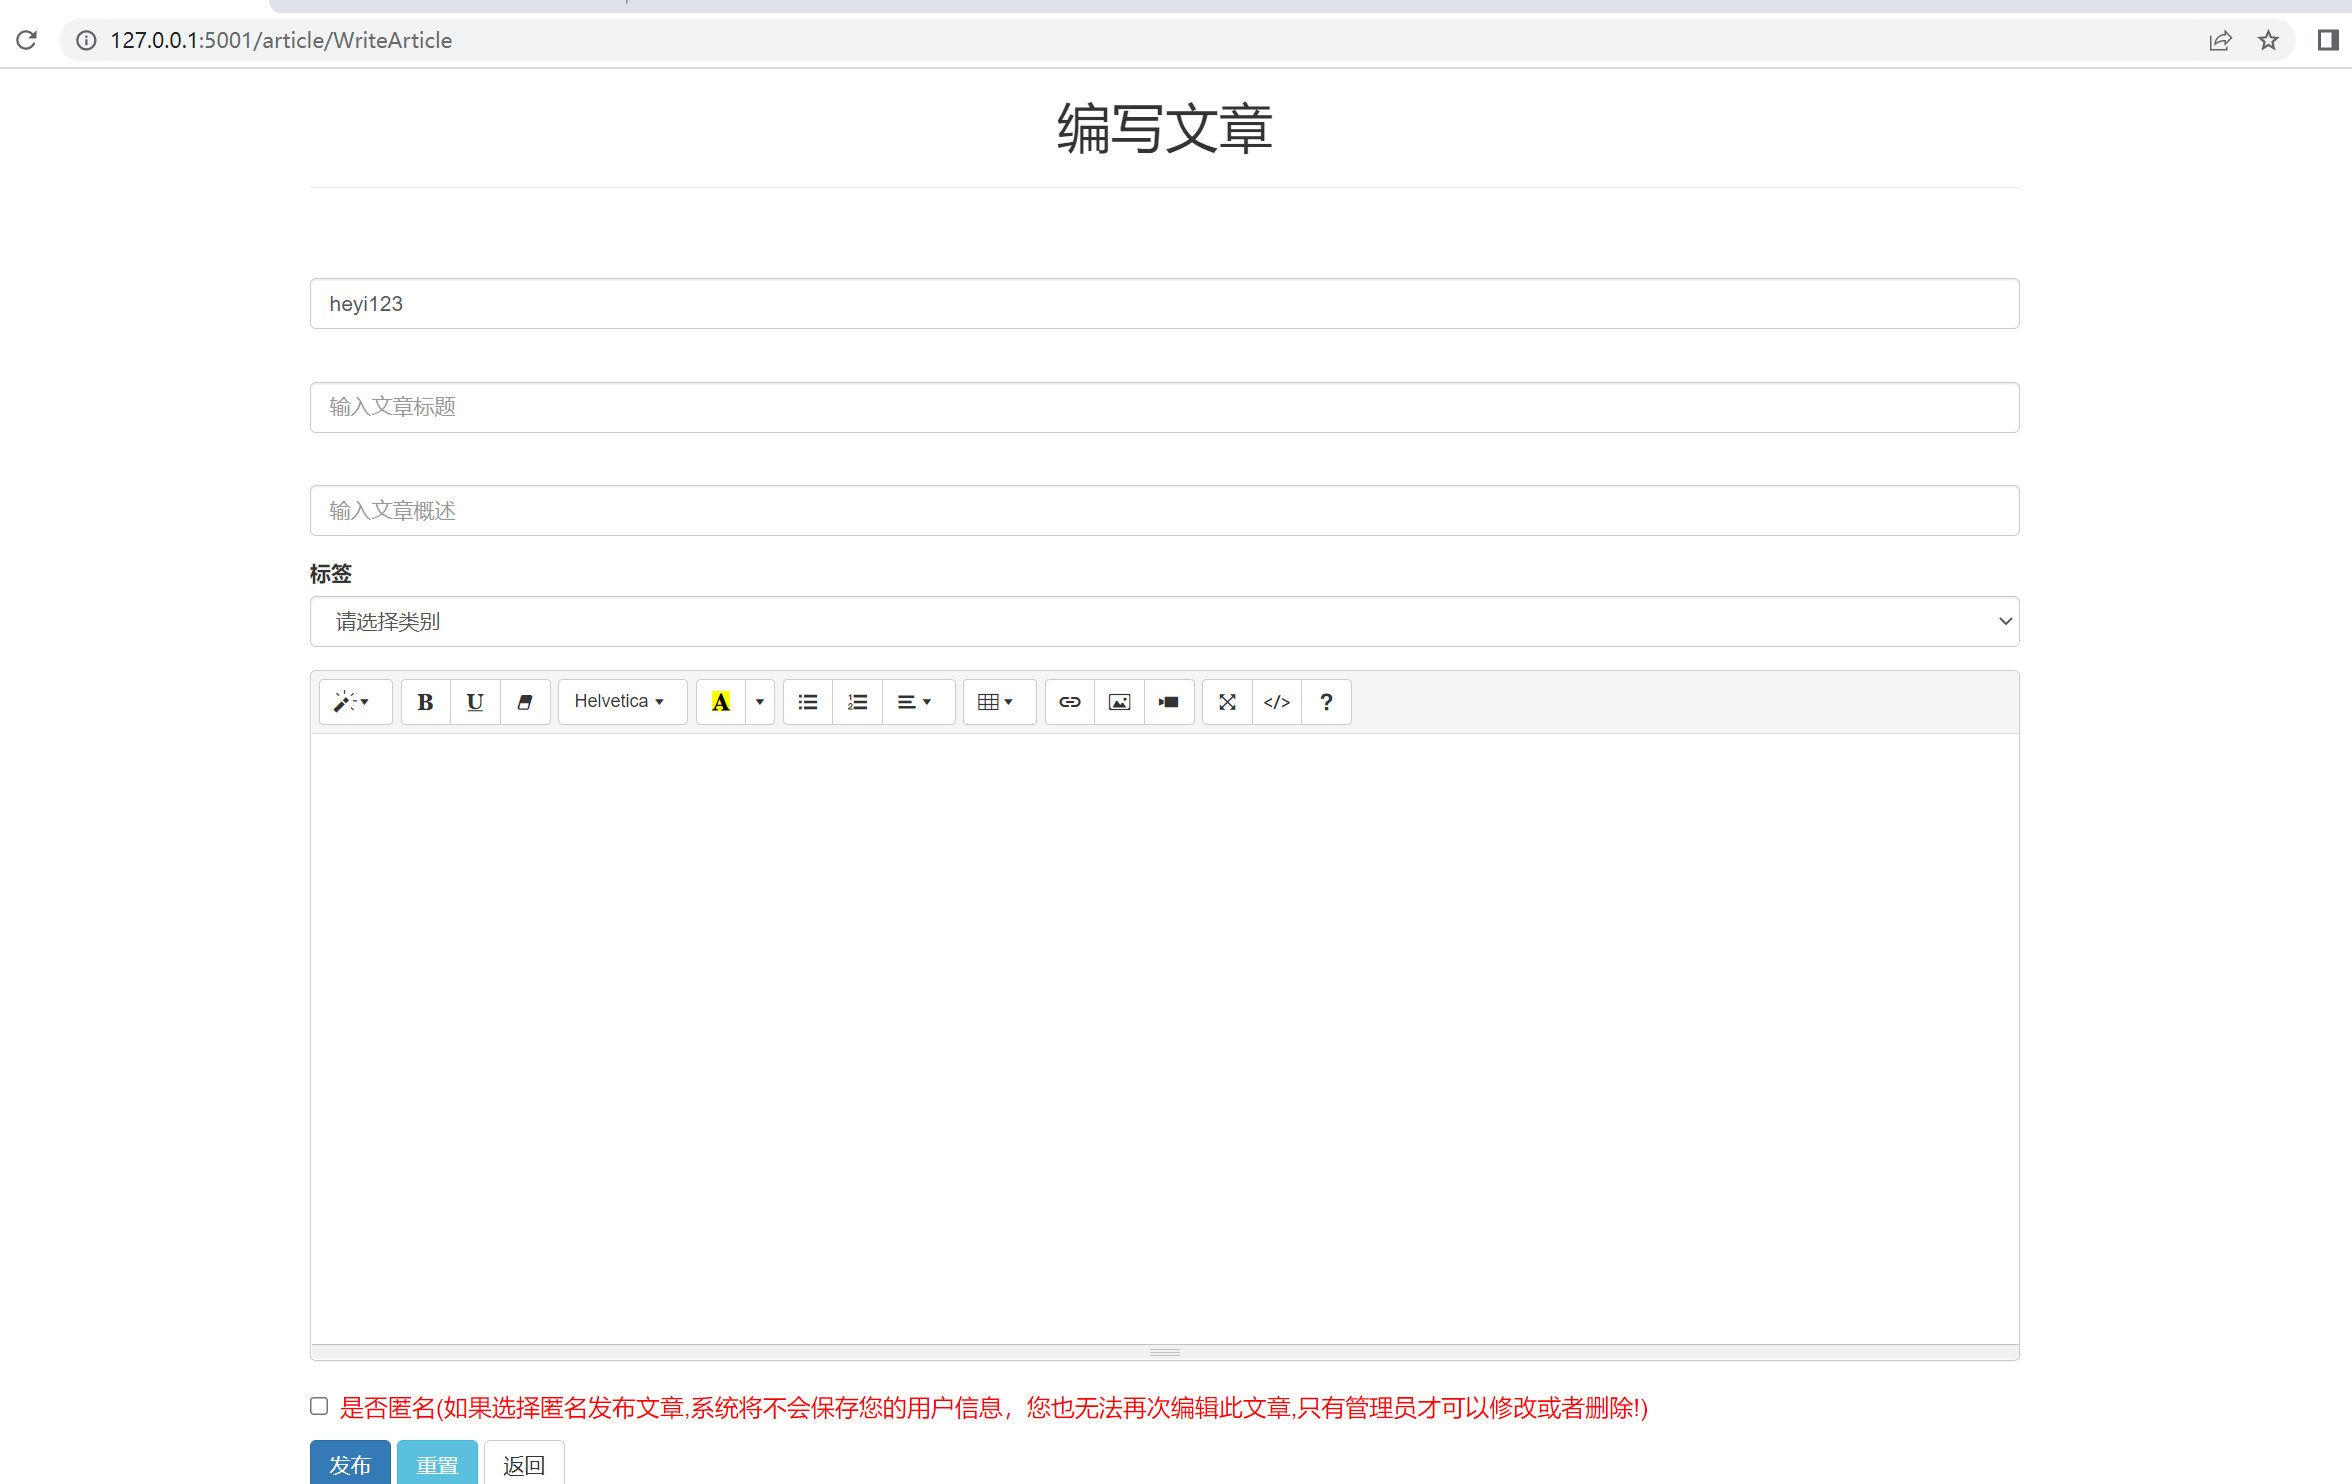 127.0.0.1:5001/article/WriteArticle
编写文章
heyi123
输入文章标题
输入文章概述
标签
请选择类别
B U Helvetica A </> ?
是否匿名(如果选择匿名发布文章,系统将不会保存您的用户信息，您也无法再次编辑此文章,只有管理员才可以修改或者删除!)
发布 重置 返回